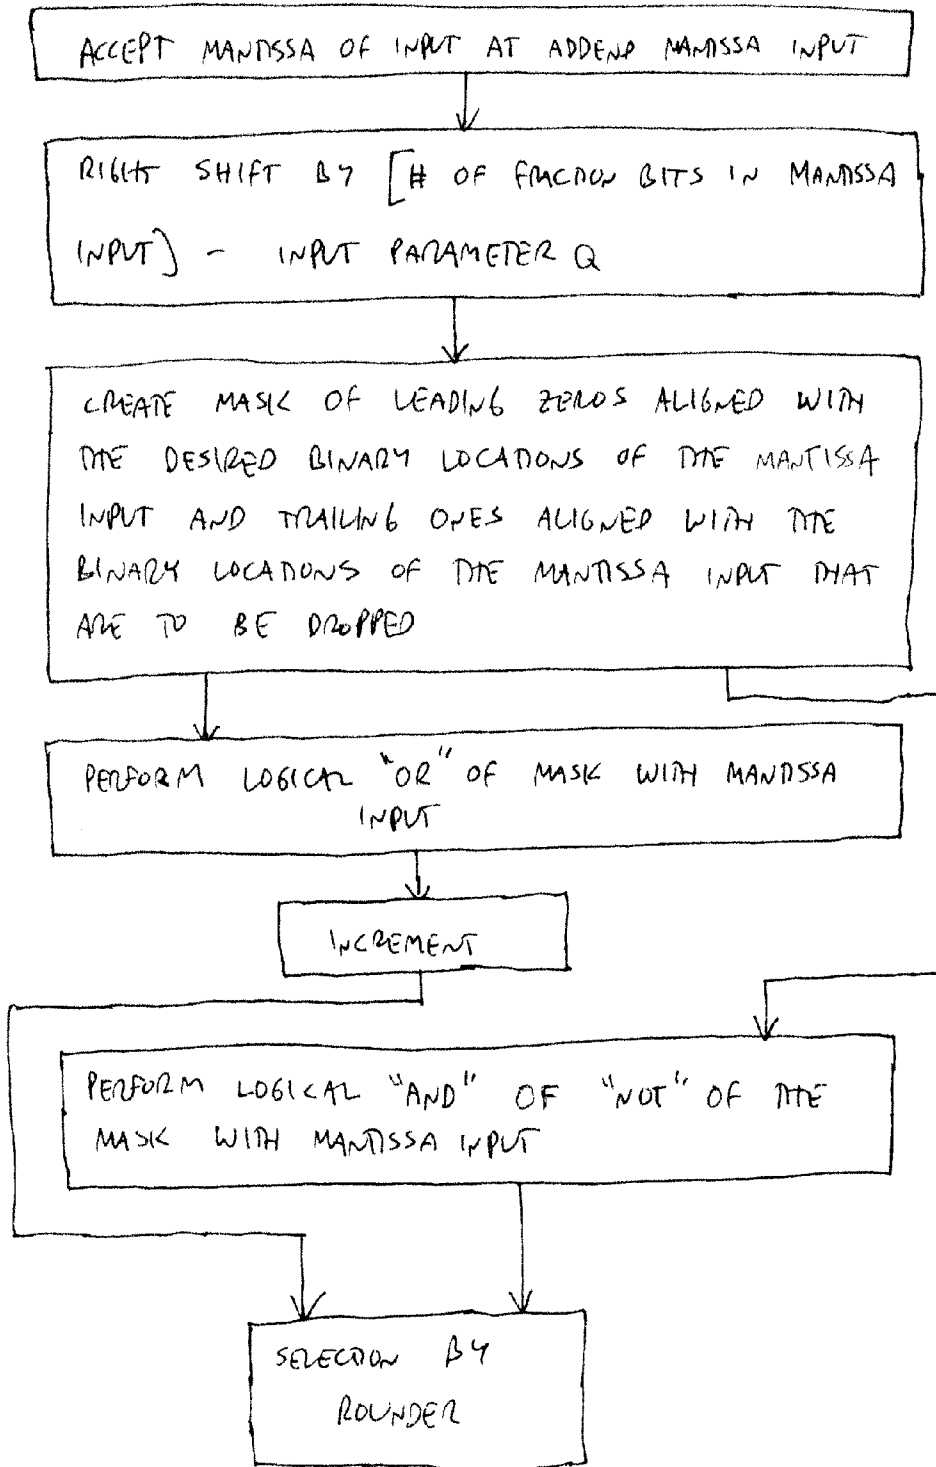 ACCEPT MANTISSA OF INPUT AT ADDEND MANTISSA INPUT
RIGHT SHIFT BY [# OF FRACTION BITS IN MANTISSA
INPUT] - INPUT PARAMETER Q
CREATE MASK OF LEADING ZEROS ALIGNED WITH
THE DESIRED BINARY LOCATIONS OF THE MANTISSA
INPUT AND TRAILING ONES ALIGNED WITH THE
BINARY LOCATIONS OF THE MANTISSA INPUT THAT
ARE TO BE DROPPED
PERFORM LOGICAL "OR" OF MASK WITH MANTISSA
INPUT
INCREMENT
PERFORM LOGICAL "AND" OF "NOT" OF THE
MASK WITH MANTISSA INPUT
SELECTION BY
ROUNDER